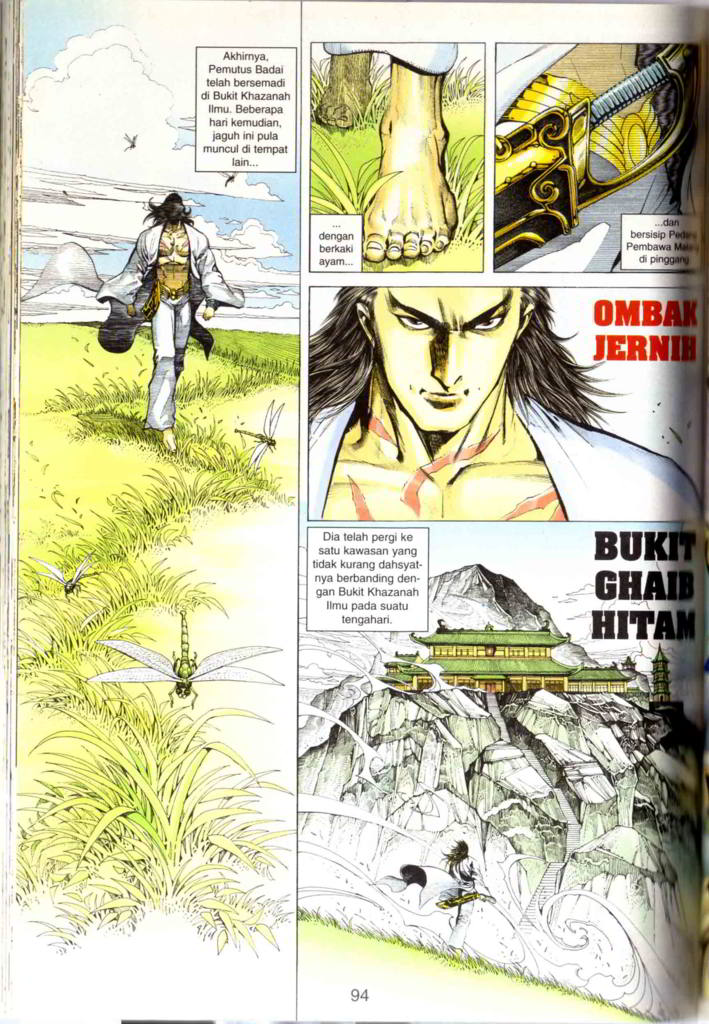 Akhirnya,
Pemutus Badai
telah bersemadi
di Bukit Khazanah
Ilmu. Beberapa
hari kemudian,
jaguh ini pula
muncul di tempat
lain...
...
dengan
berkaki
ayam...
...dan
bersisip Pedang
Pembawa
di pinggang
OMBAK
JERNIH
Dia telah pergi ke
satu kawasan yang
tidak kurang dahsyat-
nya berbanding den-
gan Bukit Khazanah
Ilmu pada suatu
tengahari.
BUKIT
GHAIB
HITAM
94